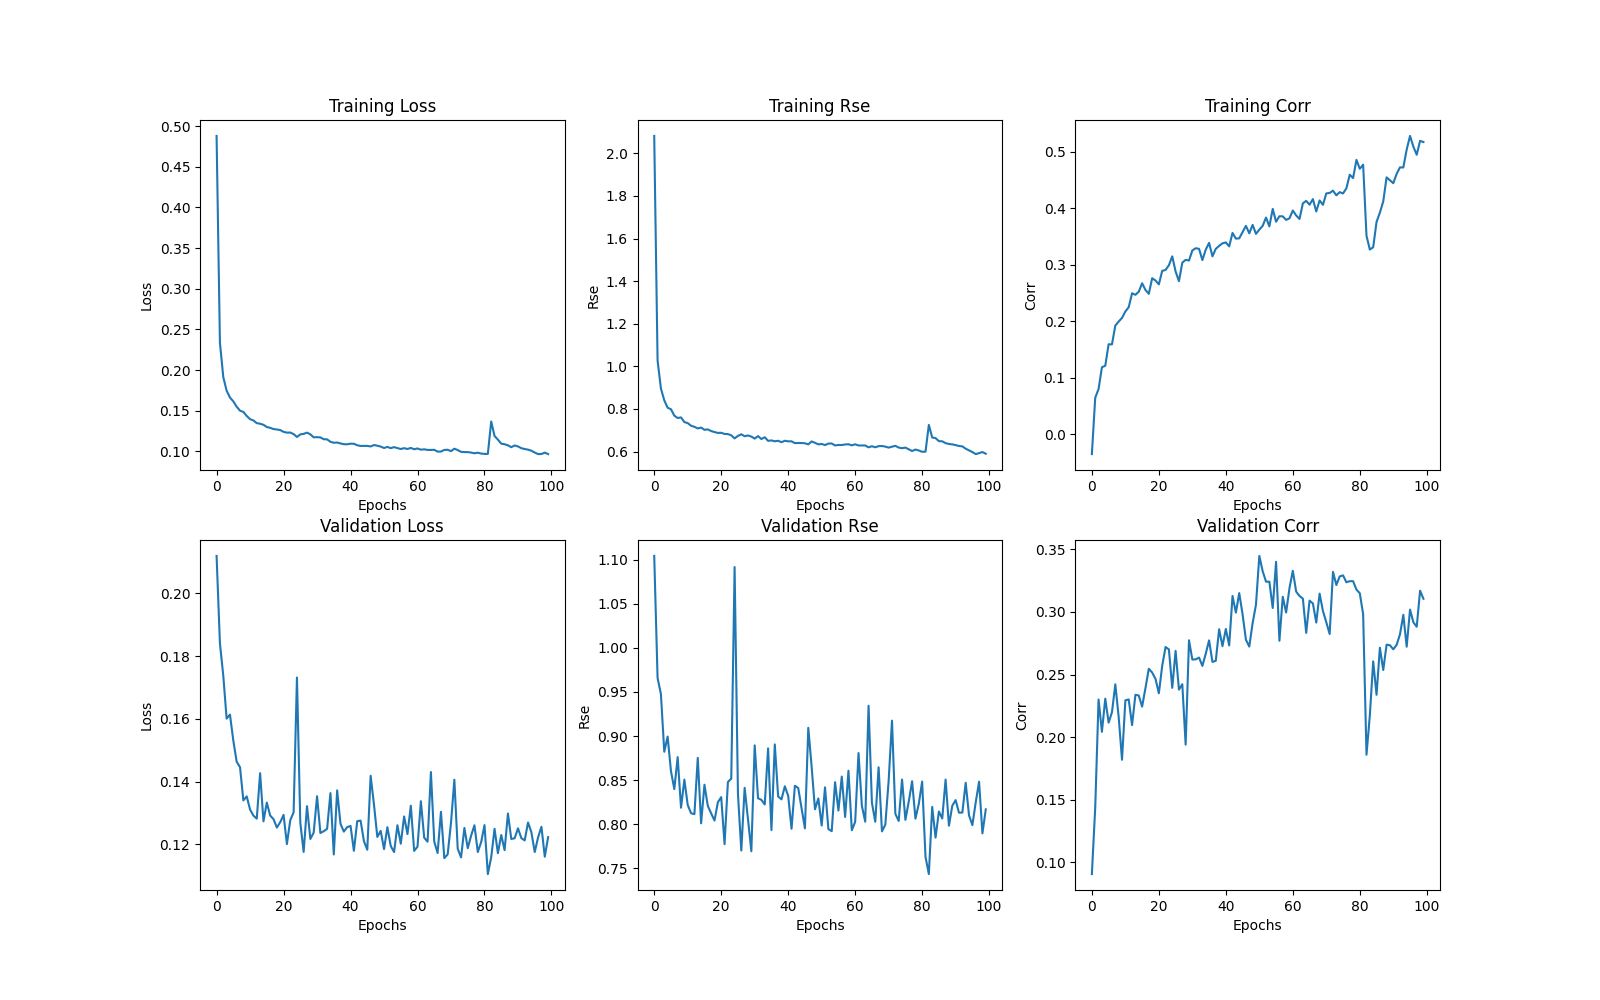 Training Loss
Training Rse
Training Corr
0.50
0.45
0.40
0.35
0.30
0.25
0.20
0.15
0.10
Loss
0 20 40 60 80 100
Epochs
2.0
1.8
1.6
1.4
1.2
1.0
0.8
0.6
Rse
0 20 40 60 80 100
Epochs
0.5
0.4
0.3
0.2
0.1
0.0
Corr
0 20 40 60 80 100
Epochs
Validation Loss
Validation Rse
Validation Corr
0.20
0.18
0.16
0.14
0.12
Loss
0 20 40 60 80 100
Epochs
1.10
1.05
1.00
0.95
0.90
0.85
0.80
0.75
Rse
0 20 40 60 80 100
Epochs
0.35
0.30
0.25
0.20
0.15
0.10
Corr
0 20 40 60 80 100
Epochs